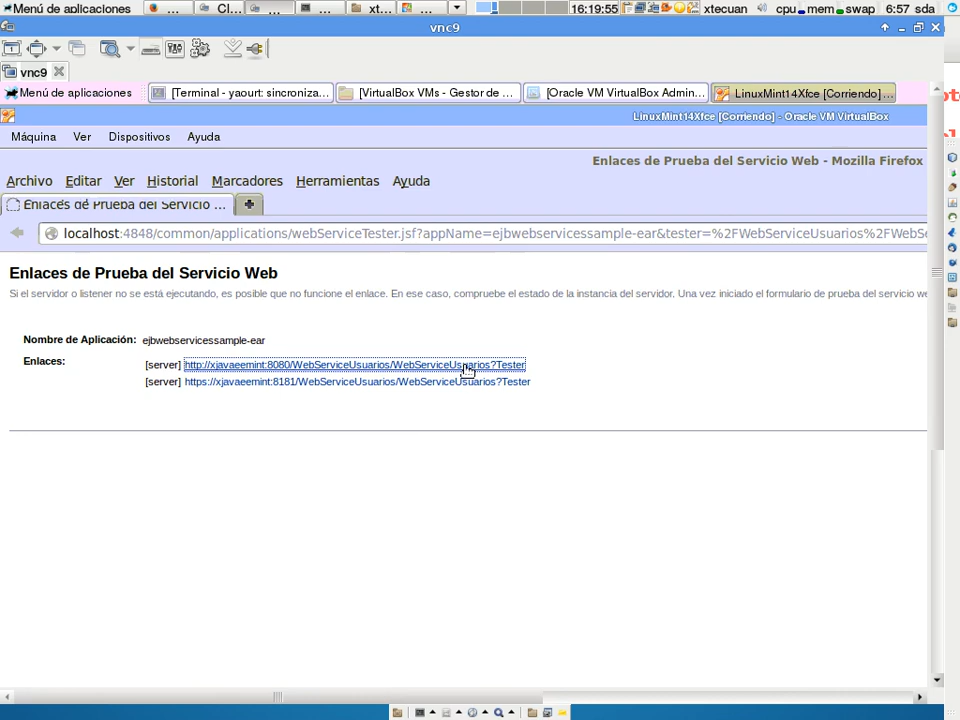 Menú de aplicaciones ... Cl... ... ... xt... ... 16:19:55 xtecuan cpu mem swap 6:57 sda
vnc9
vnc9
Menú de aplicaciones [Terminal - yaourt: sincroniza... [VirtualBox VMs - Gestor de ... [Oracle VM VirtualBox Admin... LinuxMint14Xfce [Corriendo] ...
LinuxMint14Xfce [Corriendo] - Oracle VM VirtualBox
Máquina Ver Dispositivos Ayuda
Enlaces de Prueba del Servicio Web - Mozilla Firefox
Archivo Editar Ver Historial Marcadores Herramientas Ayuda
Enlaces de Prueba del Servicio ...
localhost:4848/common/applications/webServiceTester.jsf?appName=ejbwebservicessample-ear&tester=%2FWebServiceUsuarios%2FWebSe
Enlaces de Prueba del Servicio Web
Si el servidor o listener no se está ejecutando, es posible que no funcione el enlace. En ese caso, compruebe el estado de la instancia del servidor. Una vez iniciado el formulario de prueba del servicio we
Nombre de Aplicación: ejbwebservicessample-ear
Enlaces: [server] http://xjavaeemint:8080/WebServiceUsuarios/WebServiceUsuarios?Tester
[server] https://xjavaeemint:8181/WebServiceUsuarios/WebServiceUsuarios?Tester